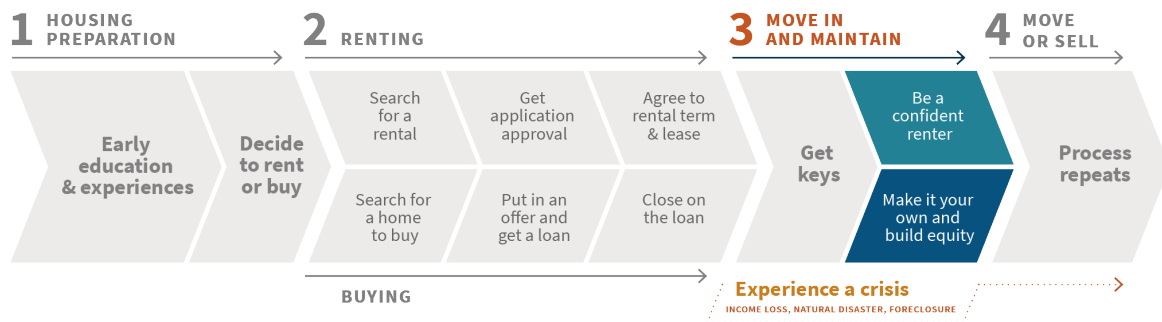 1 HOUSING
PREPARATION
2 RENTING
3 MOVE IN
AND MAINTAIN
4 MOVE
OR SELL
Early
education
& experiences
Decide
to rent
or buy
Search
for a
rental
Get
application
approval
Agree to
rental term
& lease
Search for
a home
to buy
Put in an
offer and
get a loan
Close on
the loan
Get
keys
Be a
confident
renter
Make it your
own and
build equity
Process
repeats
BUYING
Experience a crisis
INCOME LOSS, NATURAL DISASTER, FORECLOSURE